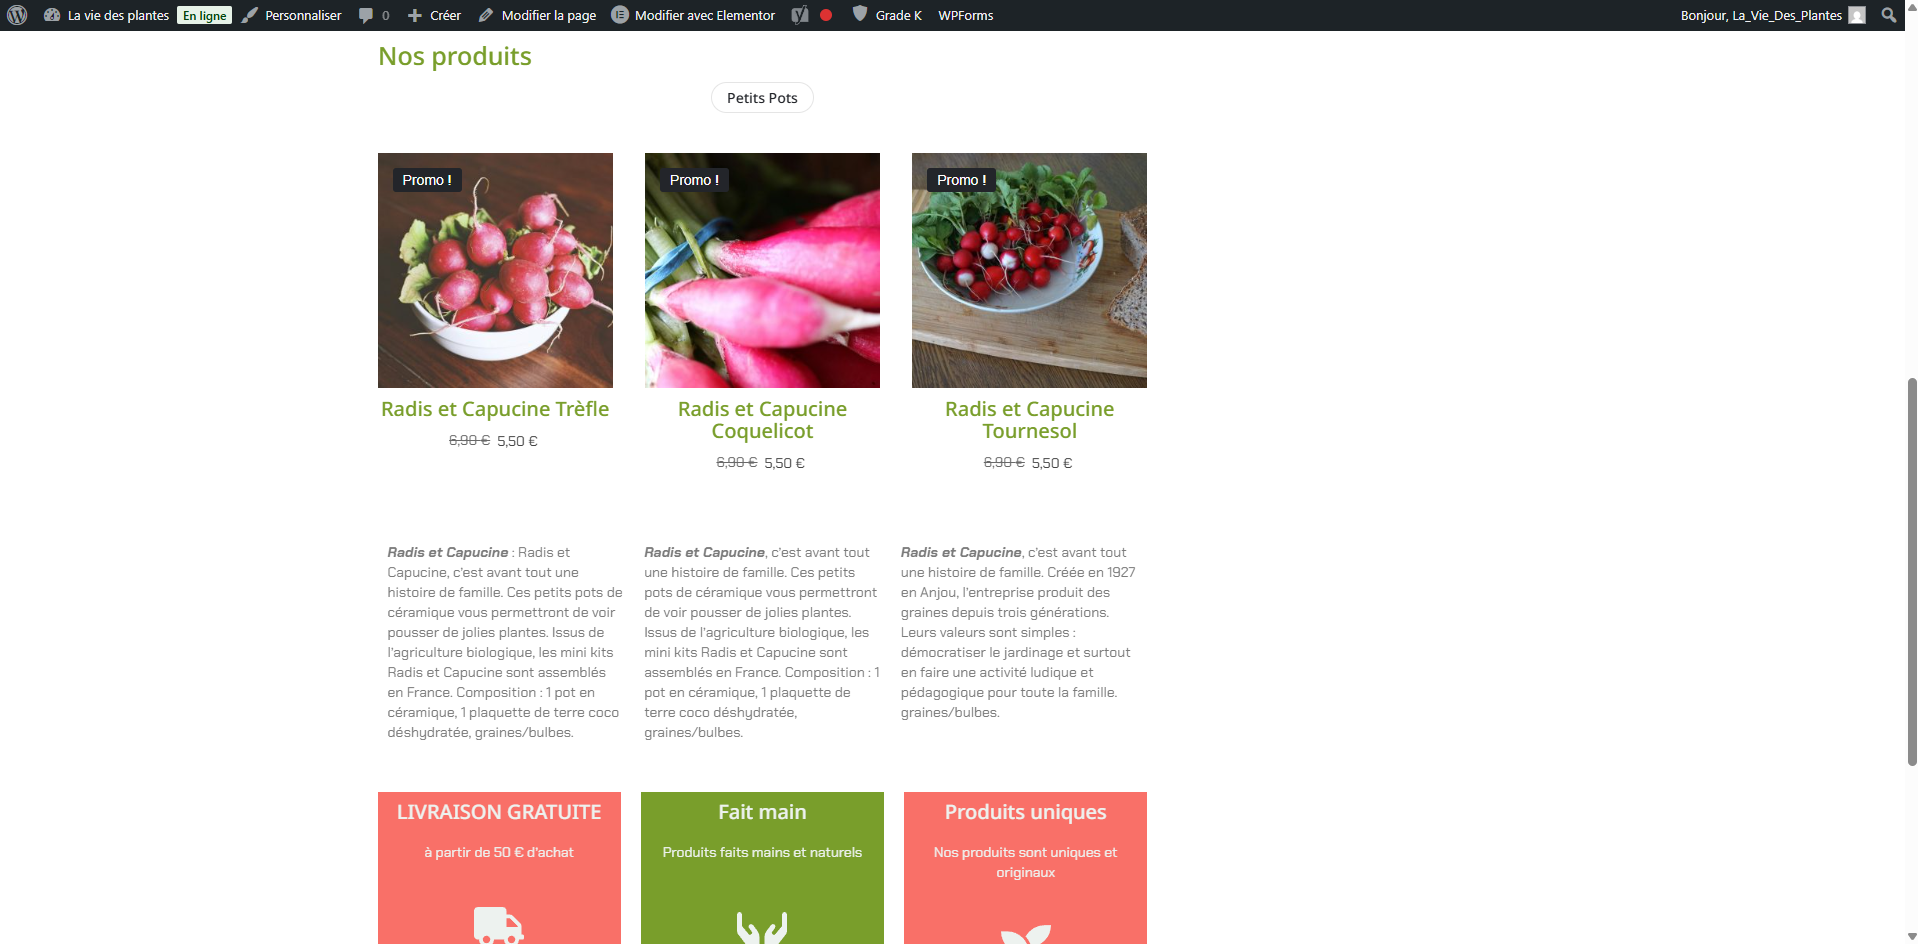 La vie des plantes En ligne Personnaliser 0 Créer Modifier la page Modifier avec Elementor Grade K WPForms Bonjour, La_Vie_Des_Plantes
Nos produits
Petits Pots
Promo !
Promo !
Promo !
Radis et Capucine Trèfle
6,90 € 5,50 €
Radis et Capucine
Coquelicot
6,90 € 5,50 €
Radis et Capucine
Tournesol
6,90 € 5,50 €
Radis et Capucine : Radis et
Capucine, c'est avant tout une
histoire de famille. Ces petits pots de
céramique vous permettront de voir
pousser de jolies plantes. Issus de
l'agriculture biologique, les mini kits
Radis et Capucine sont assemblés
en France. Composition : 1 pot en
céramique, 1 plaquette de terre coco
déshydratée, graines/bulbes.
Radis et Capucine, c'est avant tout
une histoire de famille. Ces petits
pots de céramique vous permettront
de voir pousser de jolies plantes.
Issus de l'agriculture biologique, les
mini kits Radis et Capucine sont
assemblés en France. Composition : 1
pot en céramique, 1 plaquette de
terre coco déshydratée,
graines/bulbes.
Radis et Capucine, c'est avant tout
une histoire de famille. Créée en 1927
en Anjou, l'entreprise produit des
graines depuis trois générations.
Leurs valeurs sont simples :
démocratiser le jardinage et surtout
en faire une activité ludique et
pédagogique pour toute la famille.
graines/bulbes.
LIVRAISON GRATUITE
à partir de 50 € d'achat
Fait main
Produits faits mains et naturels
Produits uniques
Nos produits sont uniques et
originaux